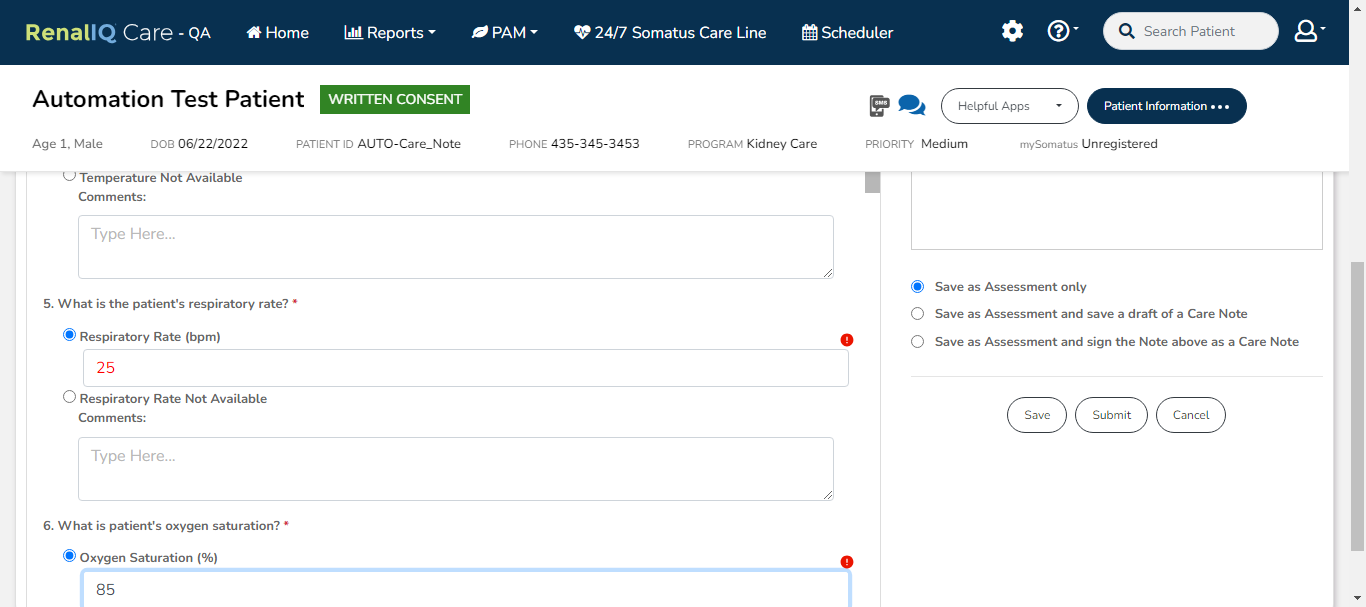 RenalIQ Care - QA Home Reports PAM 24/7 Somatus Care Line Scheduler Search Patient
Automation Test Patient WRITTEN CONSENT SMS Helpful Apps Patient Information
Age 1, Male DOB 06/22/2022 PATIENT ID AUTO-Care_Note PHONE 435-345-3453 PROGRAM Kidney Care PRIORITY Medium mySomatus Unregistered
Temperature Not Available
Comments:
Type Here...
5. What is the patient's respiratory rate? *
Respiratory Rate (bpm)
25
Respiratory Rate Not Available
Comments:
Type Here...
6. What is patient's oxygen saturation? *
Oxygen Saturation (%)
85
Save as Assessment only
Save as Assessment and save a draft of a Care Note
Save as Assessment and sign the Note above as a Care Note
Save Submit Cancel